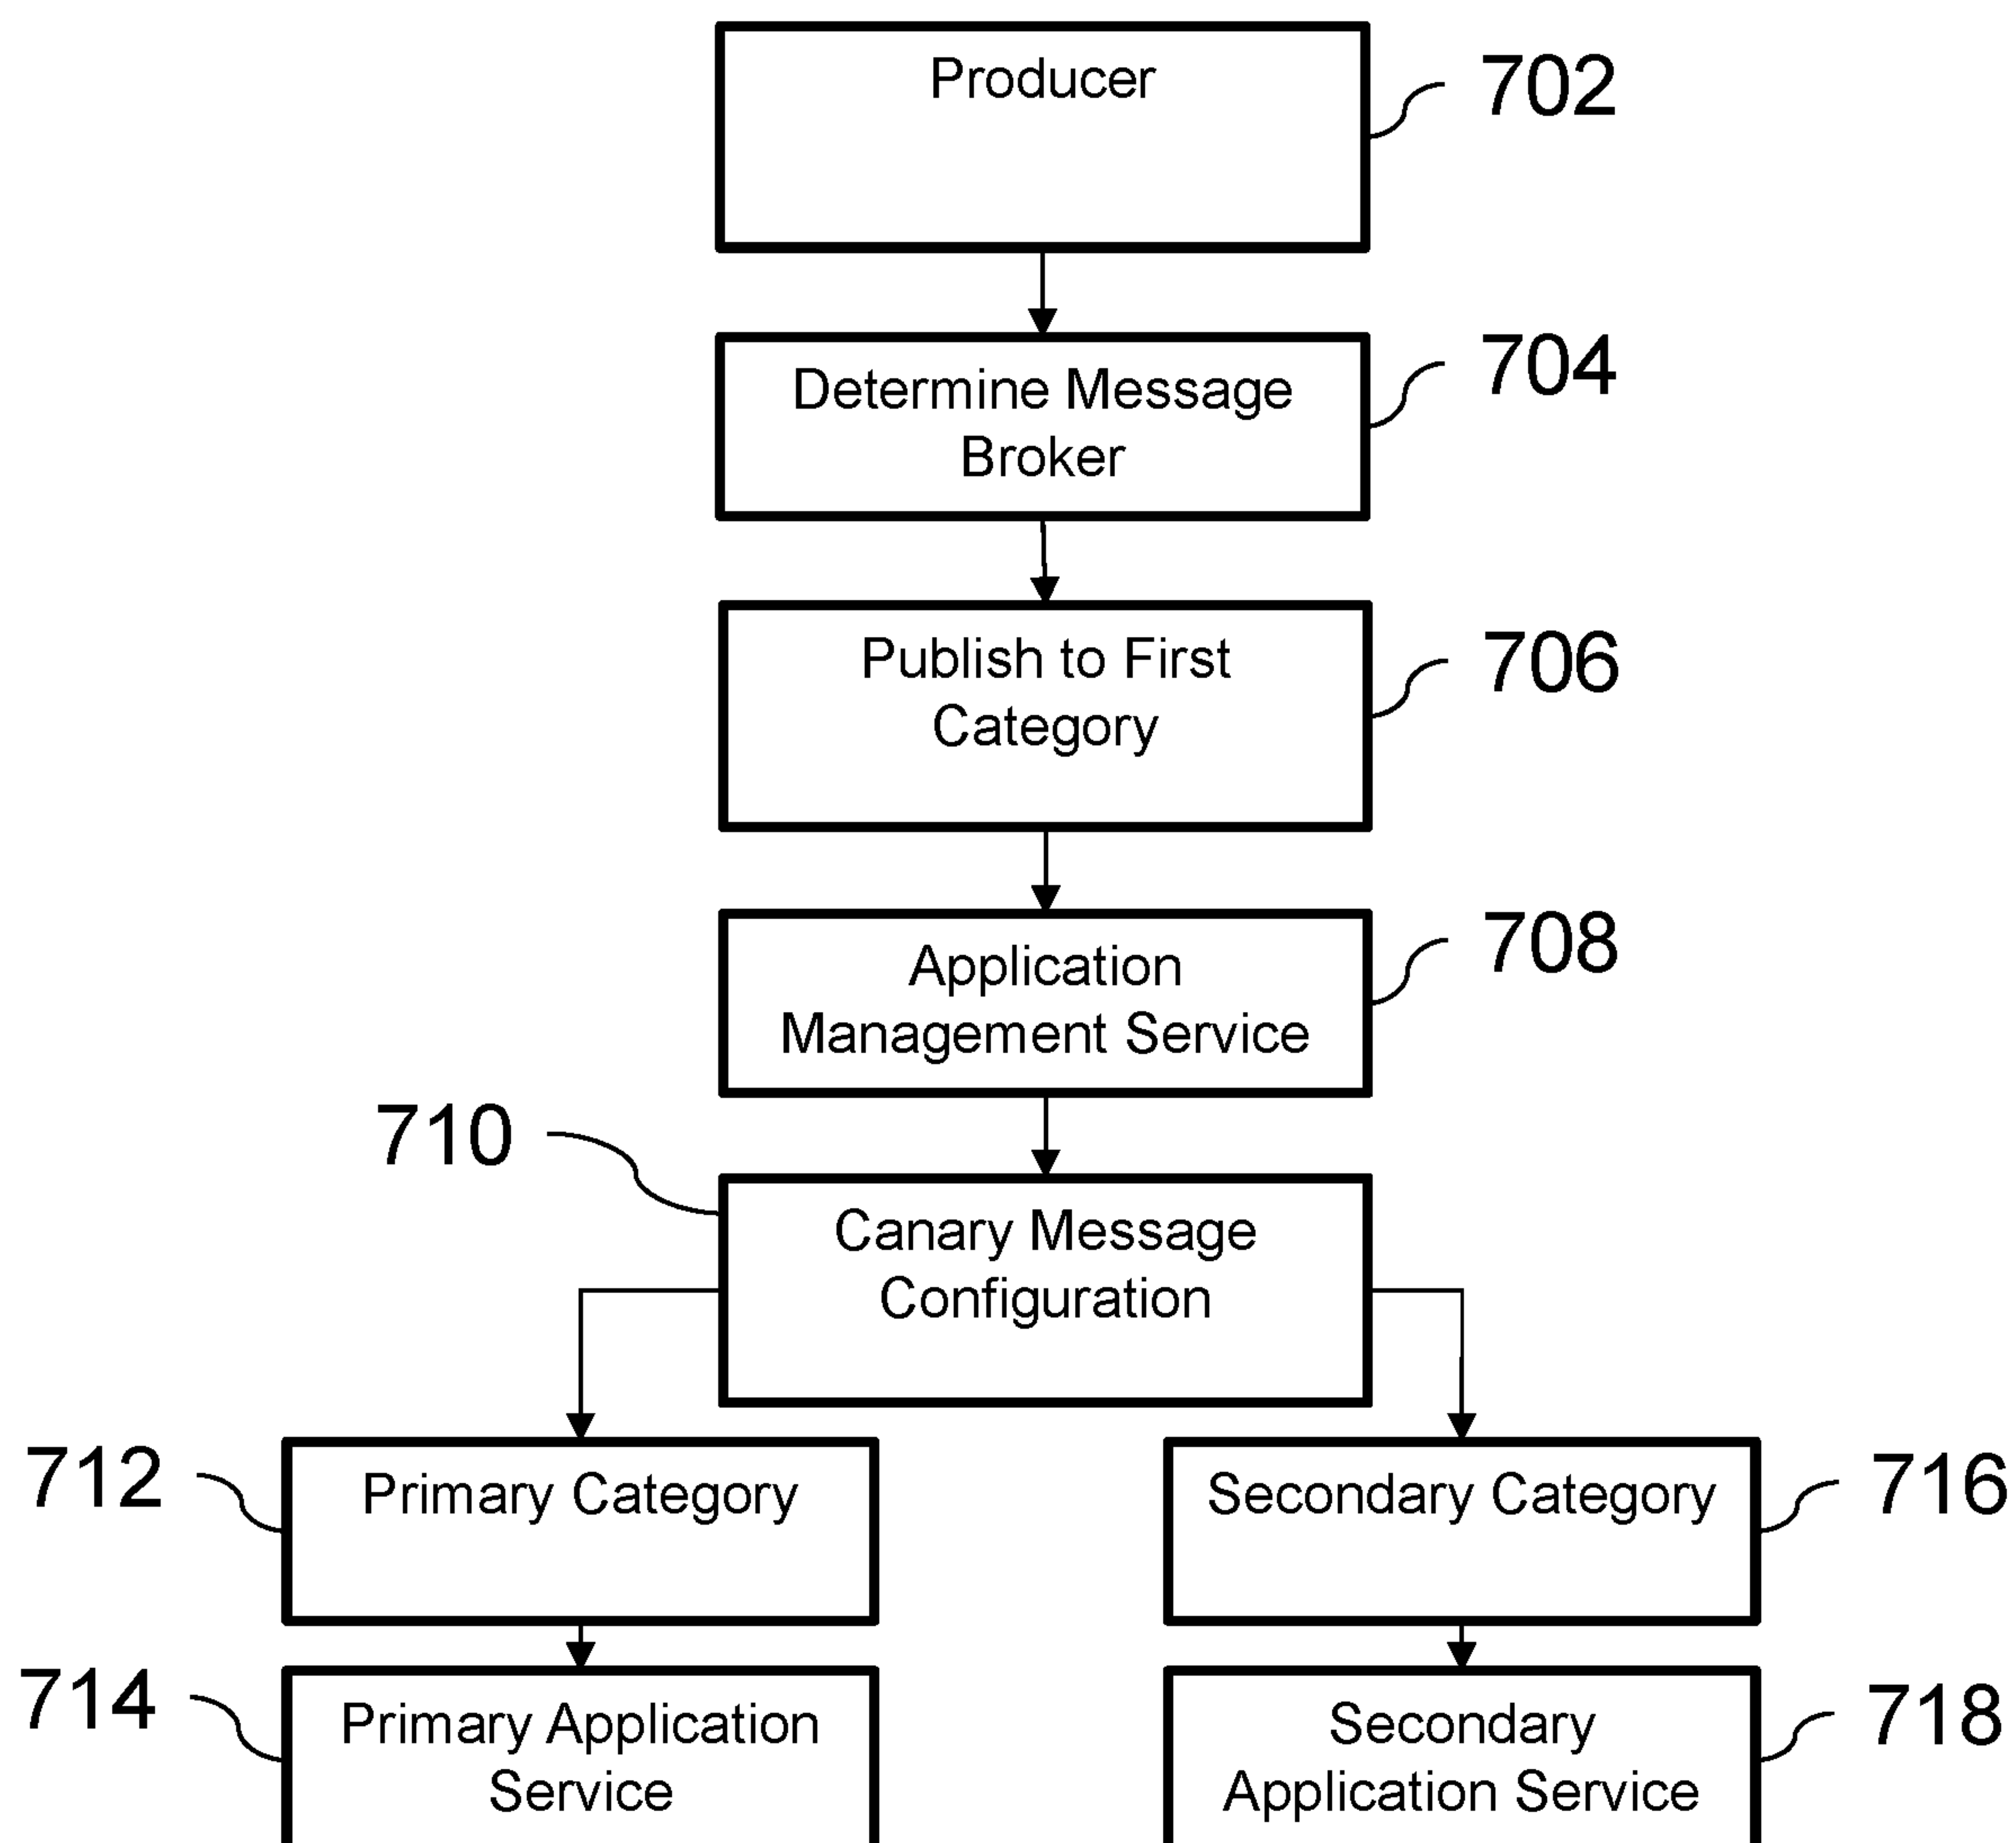 Producer
702
Determine Message
Broker
704
Publish to First
Category
706
Application
Management Service
708
710
Canary Message
Configuration
712
Primary Category
Secondary Category
716
714
Primary Application
Service
Secondary
Application Service
718